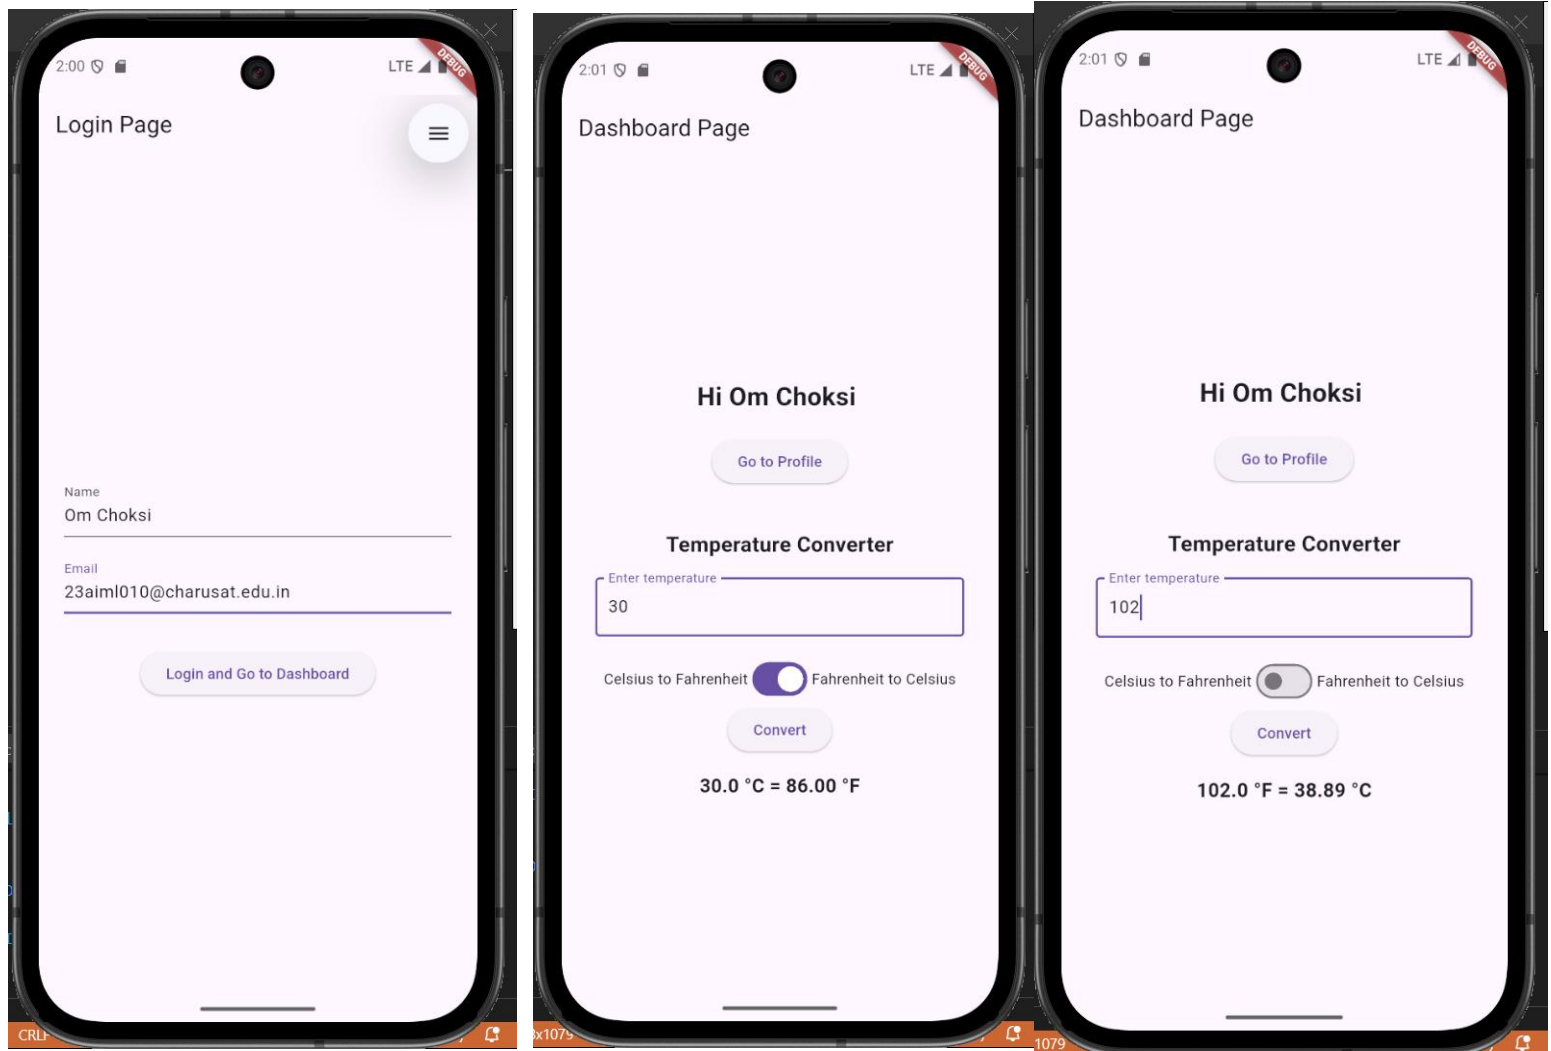 2:00
LTE
DEBUG
Login Page
Name
Om Choksi
Email
23aiml010@charusat.edu.in
Login and Go to Dashboard
CRLF
2:01
LTE
DEBUG
Dashboard Page
Hi Om Choksi
Go to Profile
Temperature Converter
Enter temperature
30
Celsius to Fahrenheit Fahrenheit to Celsius
Convert
30.0 °C = 86.00 °F
x1079
2:01
LTE
DEBUG
Dashboard Page
Hi Om Choksi
Go to Profile
Temperature Converter
Enter temperature
102
Celsius to Fahrenheit Fahrenheit to Celsius
Convert
102.0 °F = 38.89 °C
1079